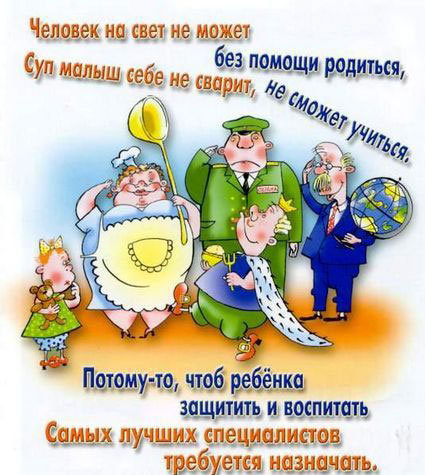 Человек на свет не может
без помощи родиться,
Суп малыш себе не сварит,
не сможет учиться.
ОХРАНА
Потому-то, чтоб ребёнка
защитить и воспитать
Самых лучших специалистов
требуется назначать.